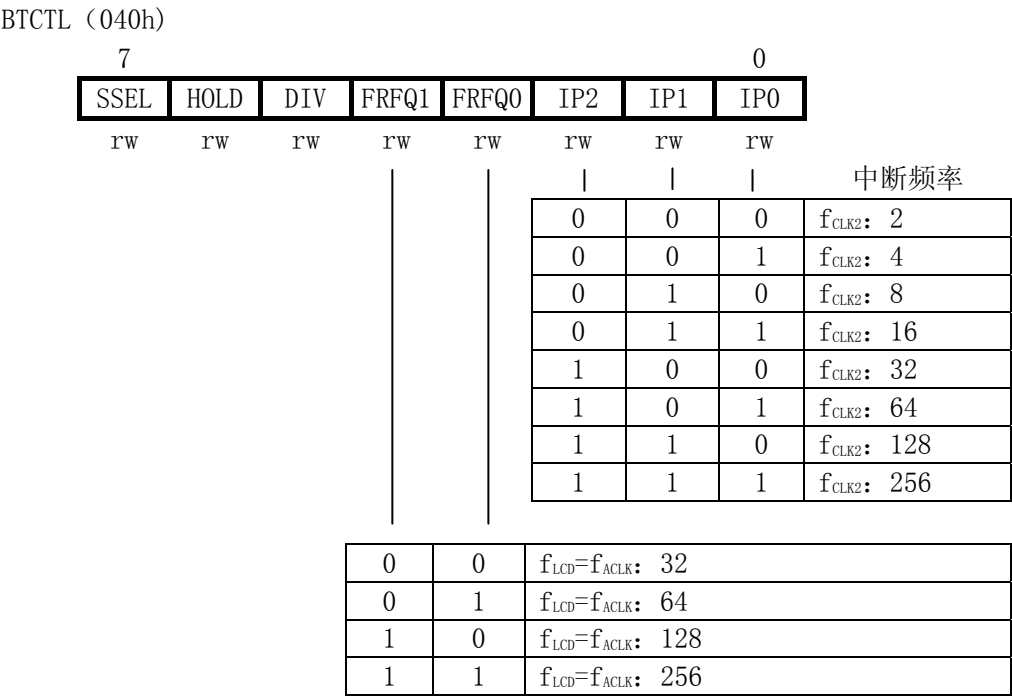 BTCTL（040h）
7 0
SSEL HOLD DIV FRFQ1 FRFQ0 IP2 IP1 IP0
rw rw rw rw rw rw rw rw
中断频率
0 0 0 fCLK2：2
0 0 1 fCLK2：4
0 1 0 fCLK2：8
0 1 1 fCLK2：16
1 0 0 fCLK2：32
1 0 1 fCLK2：64
1 1 0 fCLK2：128
1 1 1 fCLK2：256
0 0 fLCD=fACLK：32
0 1 fLCD=fACLK：64
1 0 fLCD=fACLK：128
1 1 fLCD=fACLK：256